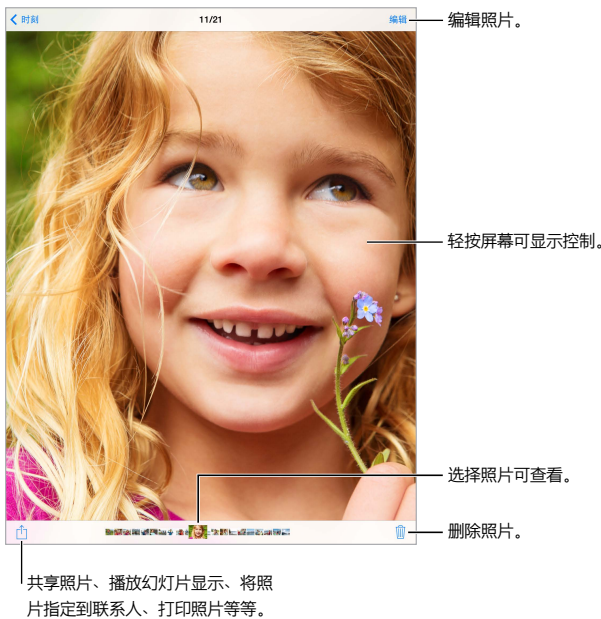 时刻
11/21
编辑
编辑照片。
轻按屏幕可显示控制。
选择照片可查看。
删除照片。
共享照片、播放幻灯片显示、将照
片指定到联系人、打印照片等等。